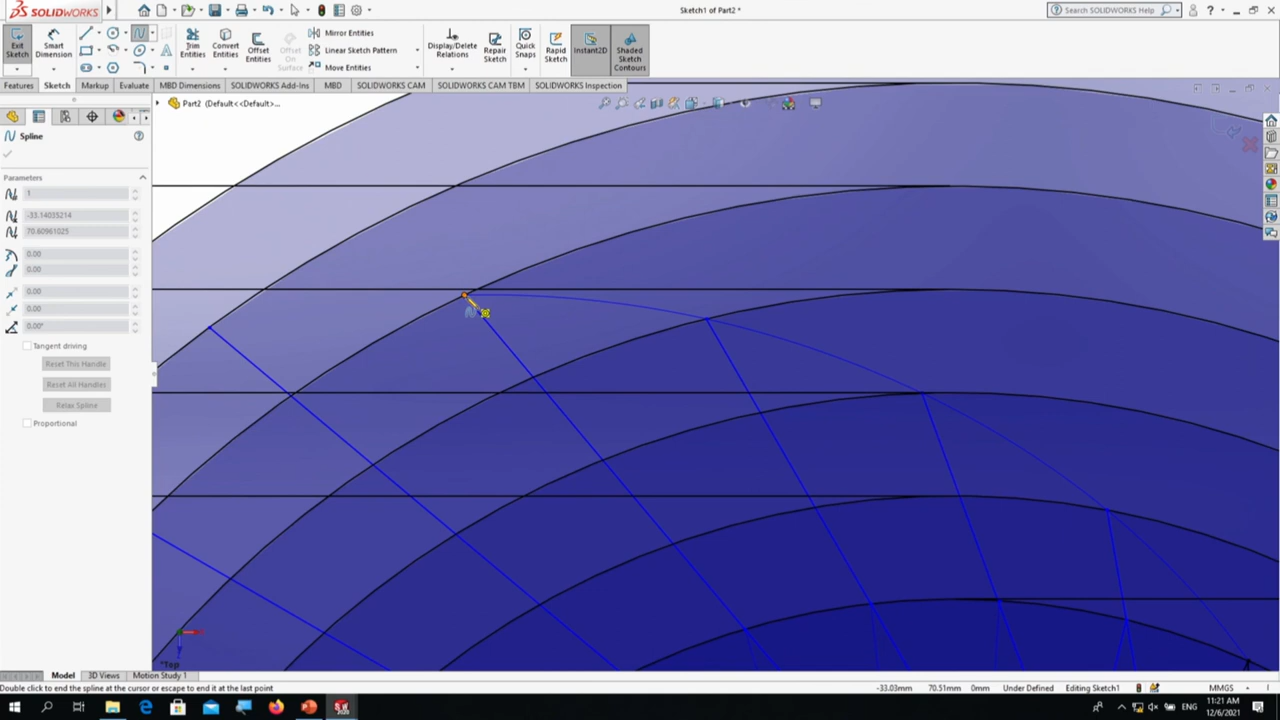 SOLIDWORKS
Sketch1 of Part2 *
Search SOLIDWORKS Help
Exit Sketch
Smart Dimension
Trim Entities
Convert Entities
Offset Entities
Offset On Surface
Mirror Entities
Linear Sketch Pattern
Move Entities
Display/Delete Relations
Repair Sketch
Quick Snaps
Rapid Sketch
Instant2D
Shaded Sketch Contours
Features Sketch Markup Evaluate MBD Dimensions SOLIDWORKS Add-Ins MBD SOLIDWORKS CAM SOLIDWORKS CAM TBM SOLIDWORKS Inspection
Part2 (Default<<Default>...
Spline
Parameters
1
-33.14035214
70.60961025
0.00
0.00
0.00
0.00
0.00°
Tangent driving
Reset This Handle
Reset All Handles
Relax Spline
Proportional
*Top
Model 3D Views Motion Study 1
Double click to end the spline at the cursor or escape to end it at the last point
-33.03mm 70.51mm 0mm Under Defined Editing Sketch1 MMGS
ENG
11:21 AM
12/6/2021